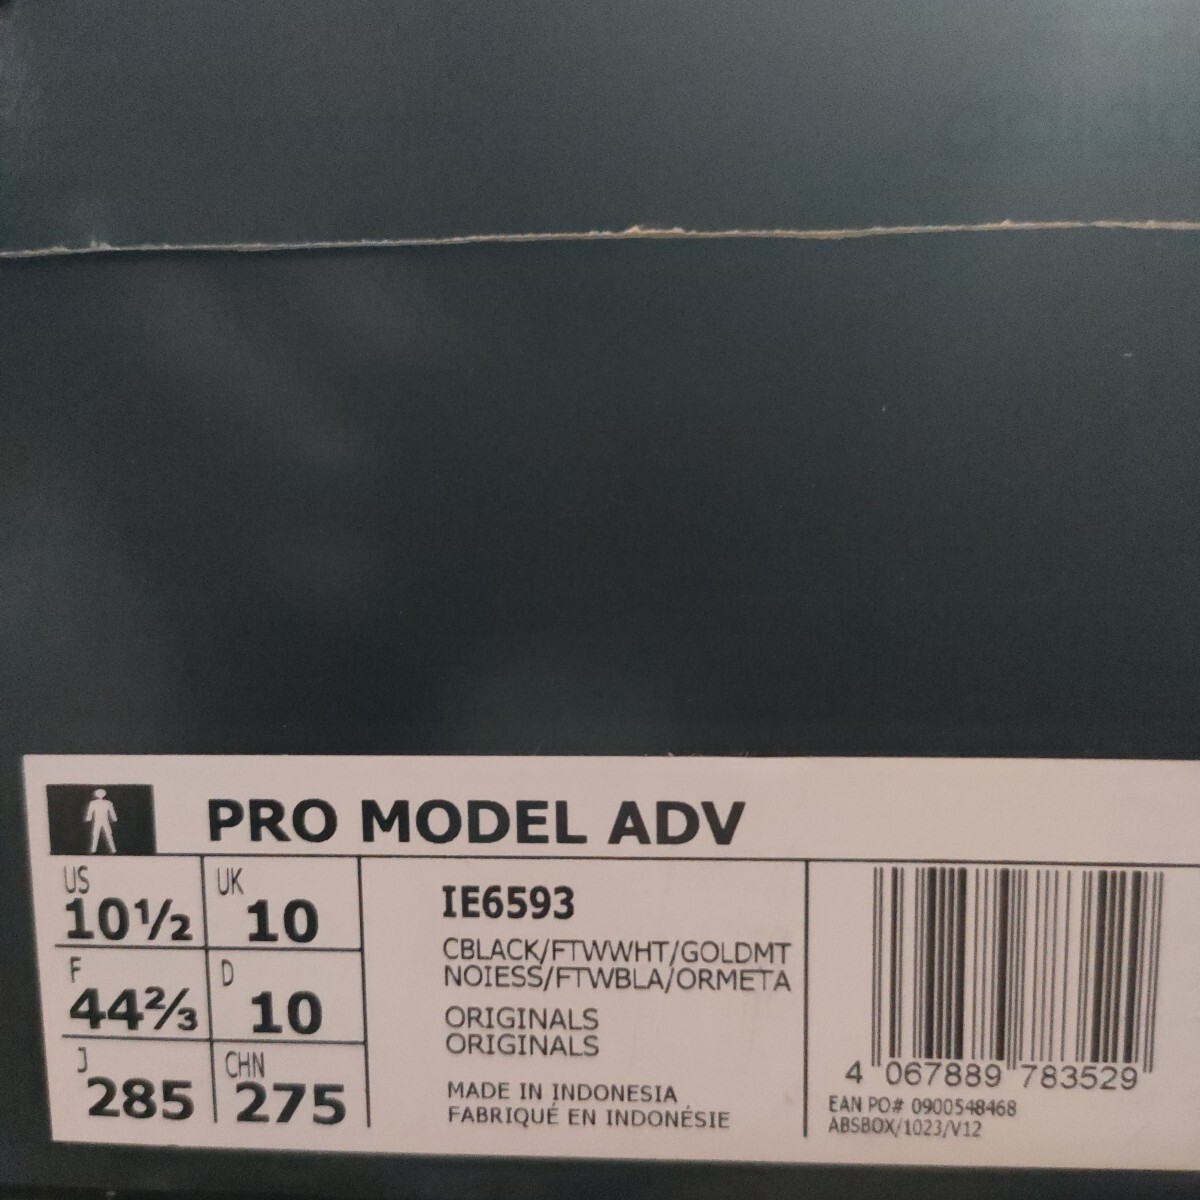 PRO MODEL ADV
US 10½ UK 10
F 44⅔ D 10
J 285 CHN 275
IE6593
CBLACK/FTWWHT/GOLDMT
NOIESS/FTWBLA/ORMETA
ORIGINALS
ORIGINALS
MADE IN INDONESIA
FABRIQUÉ EN INDONÉSIE
4 067889 783529
EAN PO# 0900548468
ABSBOX/1023/V12